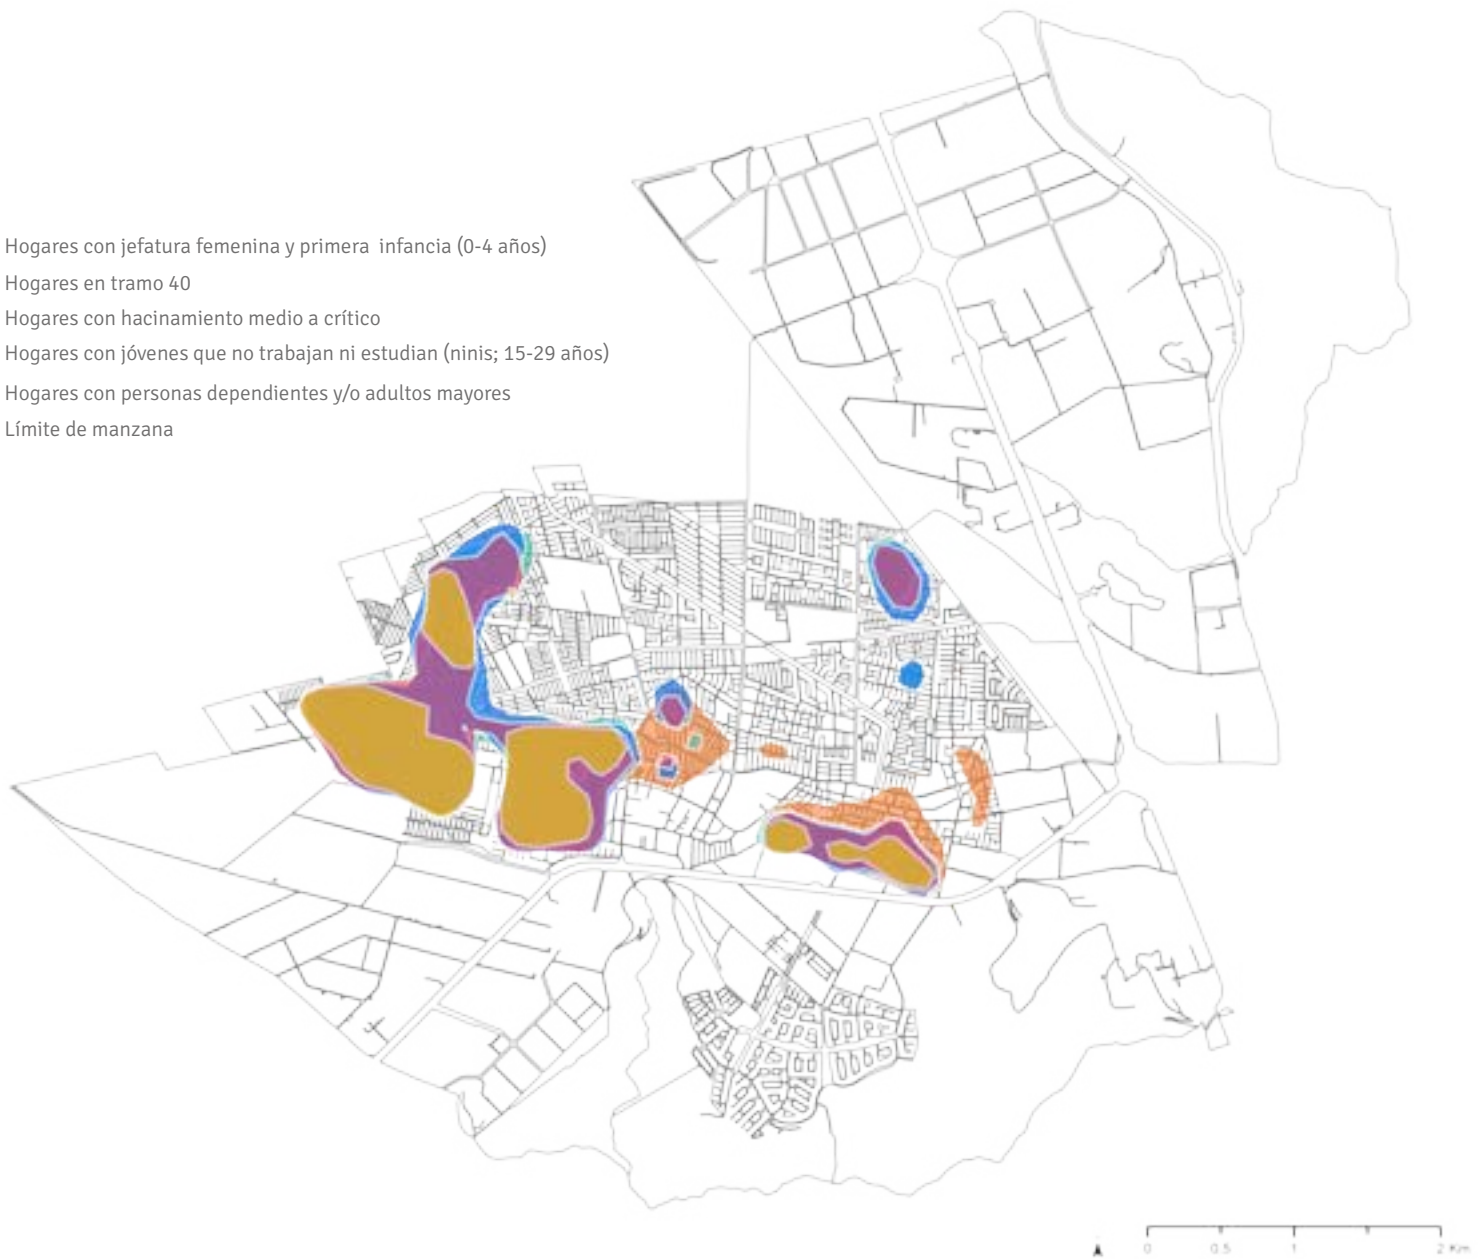 Hogares con jefatura femenina y primera infancia (0-4 años)
Hogares en tramo 40
Hogares con hacinamiento medio a crítico
Hogares con jóvenes que no trabajan ni estudian (ninis; 15-29 años)
Hogares con personas dependientes y/o adultos mayores
Límite de manzana
0 0.5 1 2 Km